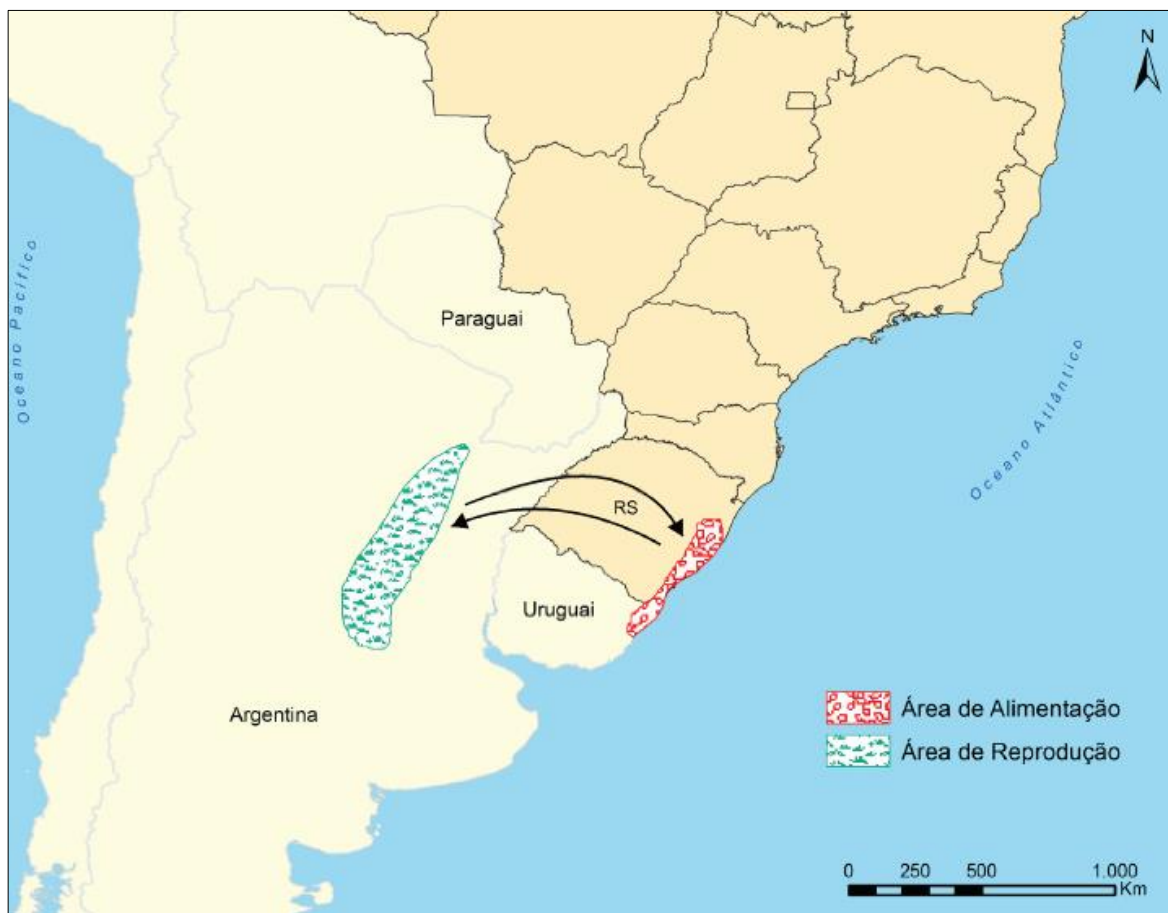 N
Oceano Pacífico
Paraguai
Oceano Atlântico
RS
Uruguai
Argentina
Área de Alimentação
Área de Reprodução
0 250 500 1.000
Km